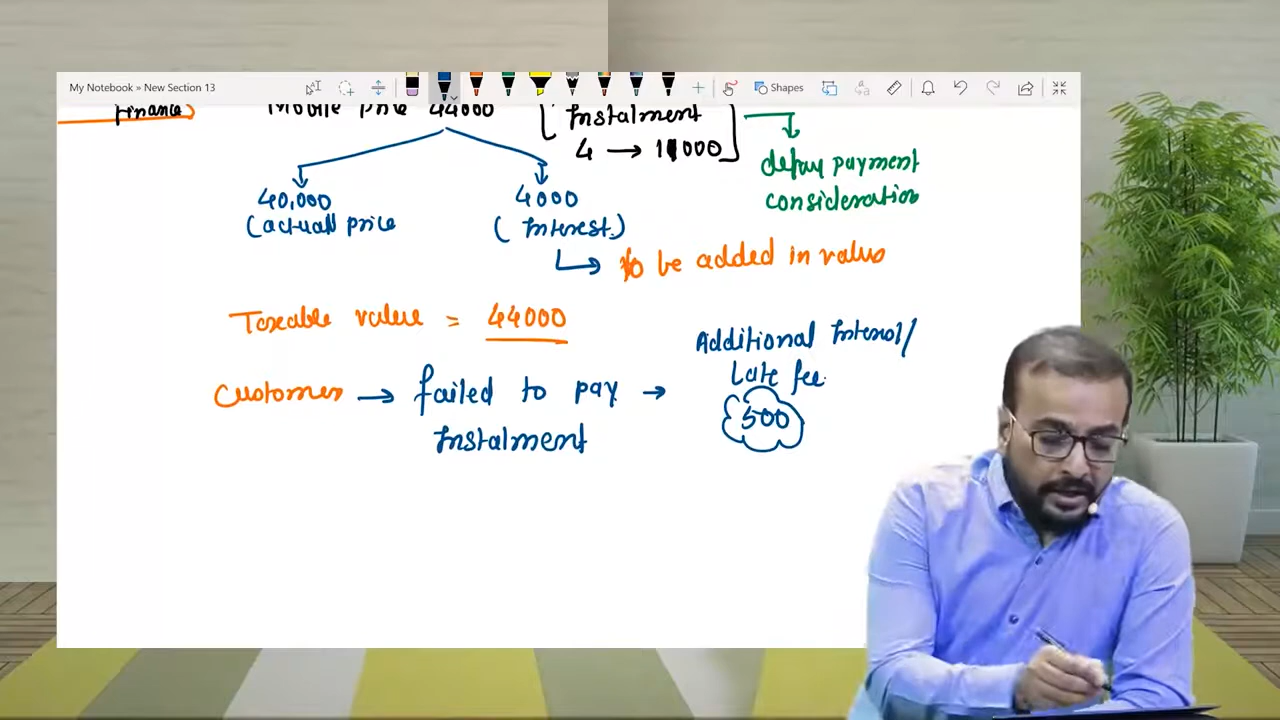 My Notebook » New Section 13
Shapes
Finance
Mobile price 44000
Instalment
4 → 11000
delay payment
consideration
40,000
(actual price
4000
(Interest)
to be added in value
Taxable value = 44000
Additional Interest/
Late fee
500
Customer → failed to pay →
Instalment